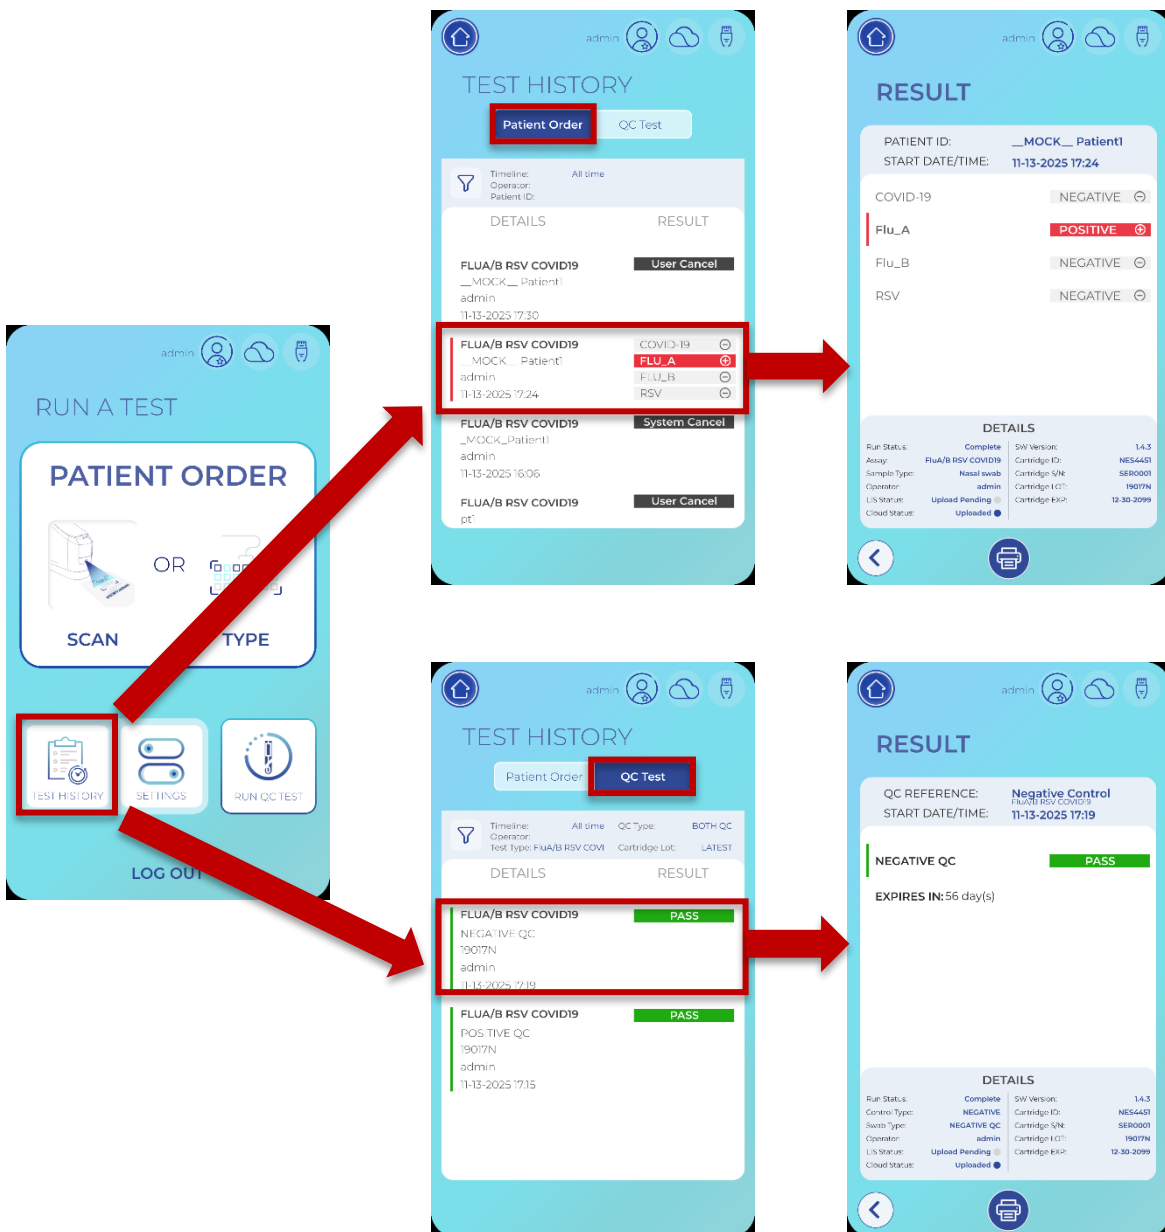 admin
RUN A TEST
PATIENT ORDER
OR
SCAN
TYPE
TEST HISTORY
SETTINGS
RUN QC TEST
LOG OUT
admin
TEST HISTORY
Patient Order
QC Test
Timeline: All time
Operator:
Patient ID:
DETAILS RESULT
FLUA/B RSV COVID19 User Cancel
__MOCK__ Patient1
admin
11-13-2025 17:30
FLUA/B RSV COVID19 COVID-19
__MOCK__ Patient1 FLU_A
admin FLU_B
11-13-2025 17:24 RSV
FLUA/B RSV COVID19 System Cancel
_MOCK_Patient1
admin
11-13-2025 16:06
FLUA/B RSV COVID19 User Cancel
pt1
admin
RESULT
PATIENT ID: __MOCK__ Patient1
START DATE/TIME: 11-13-2025 17:24
COVID-19 NEGATIVE
Flu_A POSITIVE
Flu_B NEGATIVE
RSV NEGATIVE
DETAILS
Run Status: Complete SW Version: 1.4.3
Assay: FluA/B RSV COVID19 Cartridge ID: NES4451
Sample Type: Nasal swab Cartridge S/N: SER0001
Operator: admin Cartridge LOT: 19017N
LIS Status: Upload Pending Cartridge EXP: 12-30-2099
Cloud Status: Uploaded
admin
TEST HISTORY
Patient Order
QC Test
Timeline: All time QC Type: BOTH QC
Operator:
Test Type: FluA/B RSV COVI Cartridge Lot: LATEST
DETAILS RESULT
FLUA/B RSV COVID19 PASS
NEGATIVE QC
19017N
admin
11-13-2025 17:19
FLUA/B RSV COVID19 PASS
POSITIVE QC
19017N
admin
11-13-2025 17:15
admin
RESULT
QC REFERENCE: Negative Control
FluA/B RSV COVID19
START DATE/TIME: 11-13-2025 17:19
NEGATIVE QC PASS
EXPIRES IN: 56 day(s)
DETAILS
Run Status: Complete SW Version: 1.4.3
Control Type: NEGATIVE Cartridge ID: NES4451
Swab Type: NEGATIVE QC Cartridge S/N: SER0001
Operator: admin Cartridge LOT: 19017N
LIS Status: Upload Pending Cartridge EXP: 12-30-2099
Cloud Status: Uploaded